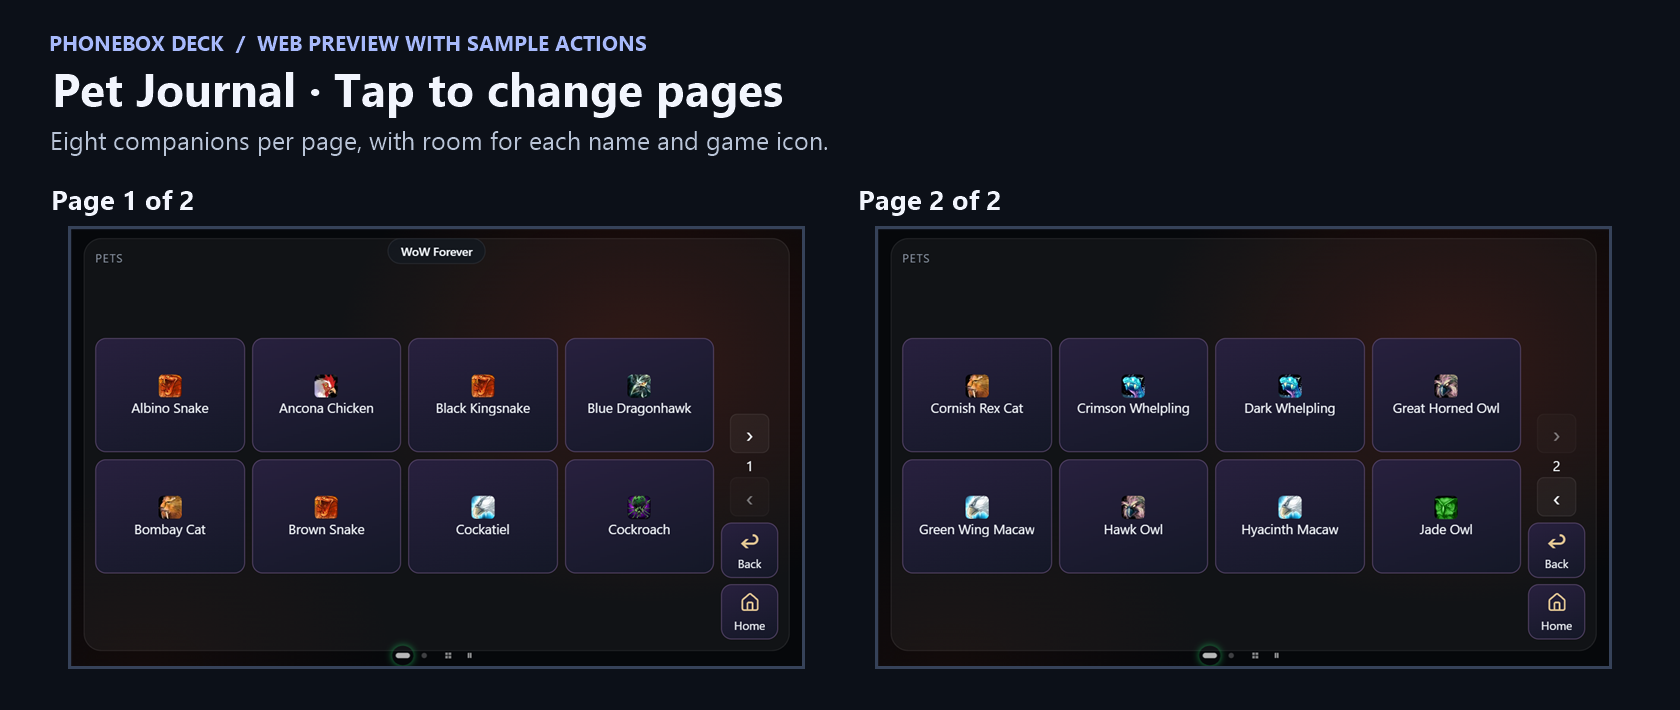 PHONEBOX DECK / WEB PREVIEW WITH SAMPLE ACTIONS
Pet Journal · Tap to change pages
Eight companions per page, with room for each name and game icon.
Page 1 of 2
PETS
WoW Forever
Albino Snake
Ancona Chicken
Black Kingsnake
Blue Dragonhawk
Bombay Cat
Brown Snake
Cockatiel
Cockroach
›
1
‹
Back
Home
Page 2 of 2
PETS
Cornish Rex Cat
Crimson Whelpling
Dark Whelpling
Great Horned Owl
Green Wing Macaw
Hawk Owl
Hyacinth Macaw
Jade Owl
›
2
‹
Back
Home